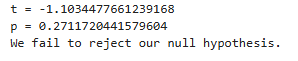 t = -1.1034477661239168
p = 0.2711720441579604
We fail to reject our null hypothesis.